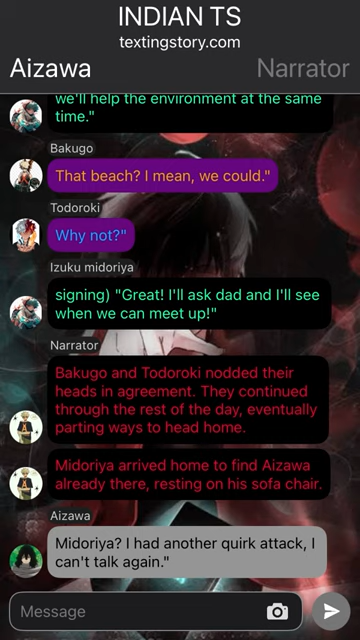 INDIAN TS
textingstory.com
Aizawa
Narrator
we'll help the environment at the same
time."
Bakugo
That beach? I mean, we could."
Todoroki
Why not?"
Izuku midoriya
signing) "Great! I'll ask dad and I'll see
when we can meet up!"
Narrator
Bakugo and Todoroki nodded their
heads in agreement. They continued
through the rest of the day, eventually
parting ways to head home.
Midoriya arrived home to find Aizawa
already there, resting on his sofa chair.
Aizawa
Midoriya? I had another quirk attack, I
can't talk again."
Message